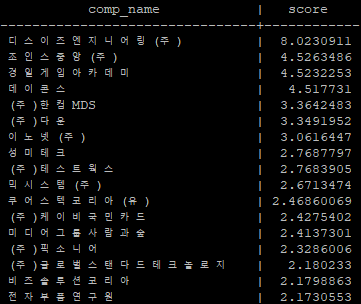 comp_name | score
디스이즈엔지니어링(주) | 8.0230911
조인스중앙(주) | 4.5263486
경일게임아카데미 | 4.5232253
데이콘스 | 4.517731
(주)한컴MDS | 3.3642483
(주)다온 | 3.3491952
이노넷(주) | 3.0616447
성미테크 | 2.7687797
(주)테스트웍스 | 2.7683905
믹시스템(주) | 2.6713474
쿠어스텍코리아(유) | 2.46860069
(주)케이비국민카드 | 2.4275402
미디어그룹사람과숲 | 2.4137301
(주)픽소니어 | 2.3286006
(주)글로벌스탠다드테크놀로지 | 2.180233
비즈솔루션코리아 | 2.1798863
전자부품연구원 | 2.1730553